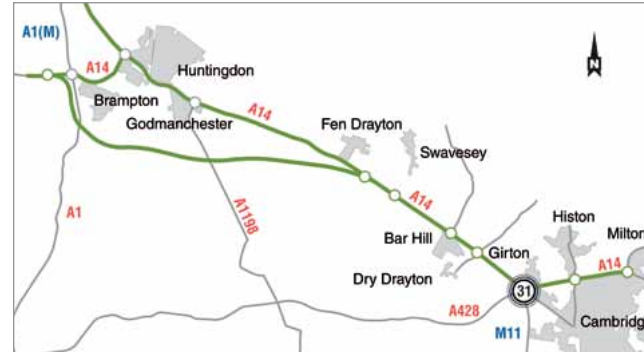 A1(M)
A14
Huntingdon
N
Brampton
Godmanchester
A14
Fen Drayton
Swavesey
A14
A1
A1198
Bar Hill
Histon
Girton
Milton
Dry Drayton
A14
31
A428
M11
Cambridg